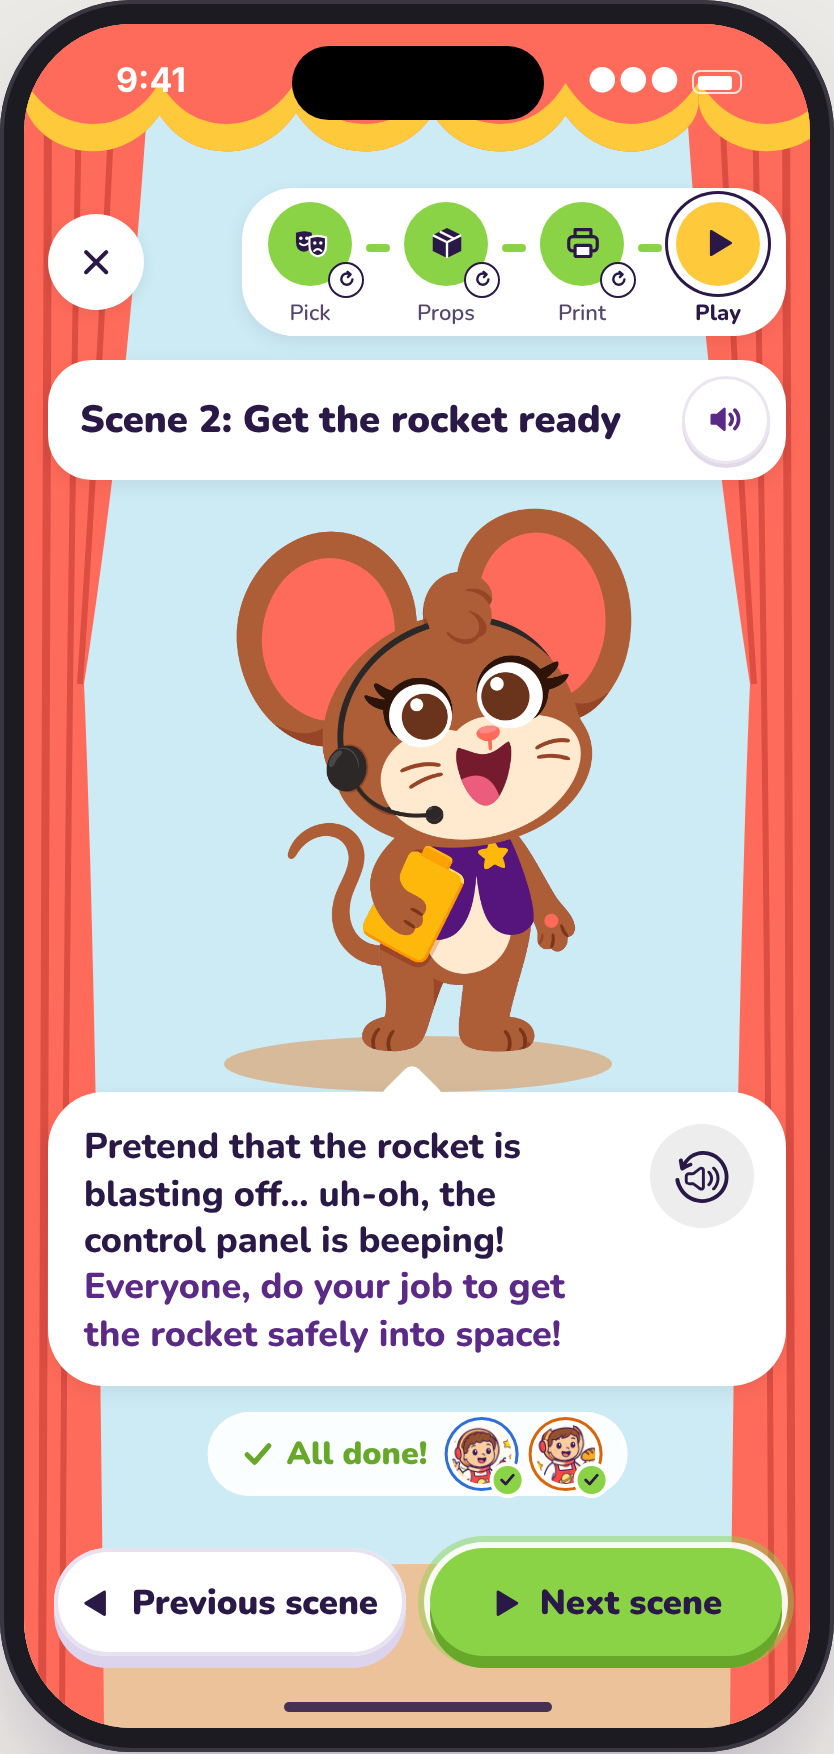 9:41
Pick
Props
Print
Play
Scene 2: Get the rocket ready
Pretend that the rocket is
blasting off... uh-oh, the
control panel is beeping!
Everyone, do your job to get
the rocket safely into space!
All done!
Previous scene
Next scene